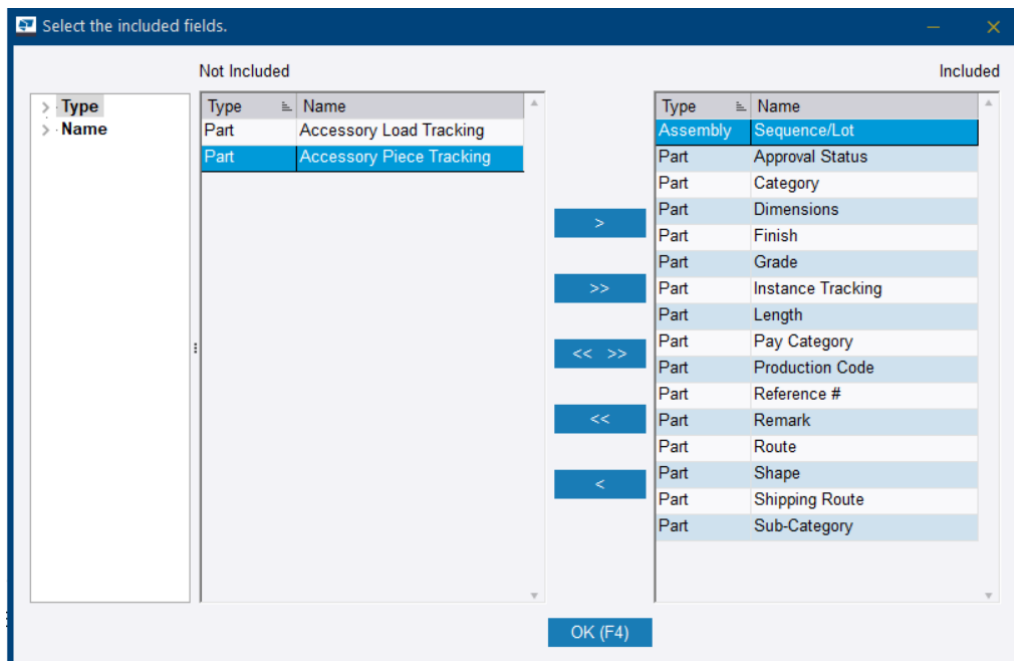 Select the included fields.
Not Included
Included
Type
Name
Type Name
Part Accessory Load Tracking
Part Accessory Piece Tracking
>
>>
<< >>
<<
<
Type Name
Assembly Sequence/Lot
Part Approval Status
Part Category
Part Dimensions
Part Finish
Part Grade
Part Instance Tracking
Part Length
Part Pay Category
Part Production Code
Part Reference #
Part Remark
Part Route
Part Shape
Part Shipping Route
Part Sub-Category
OK (F4)